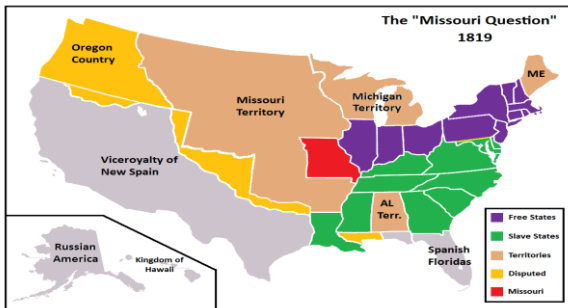 The "Missouri Question"
1819
Oregon
Country
ME
Michigan
Territory
Missouri
Territory
Viceroyalty of
New Spain
AL
Terr.
Free States
Slave States
Territories
Disputed
Missouri
Spanish
Floridas
Russian
America
Kingdom of
Hawaii